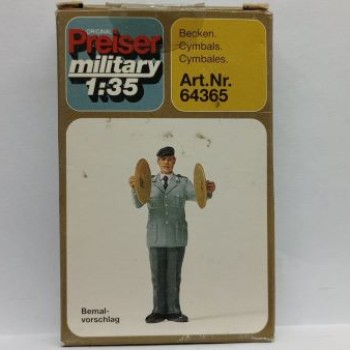 ORIGINAL
Preiser
military
1:35
Becken.
Cymbals.
Cymbales.
Art.Nr.
64365
Bemal-
vorschlag